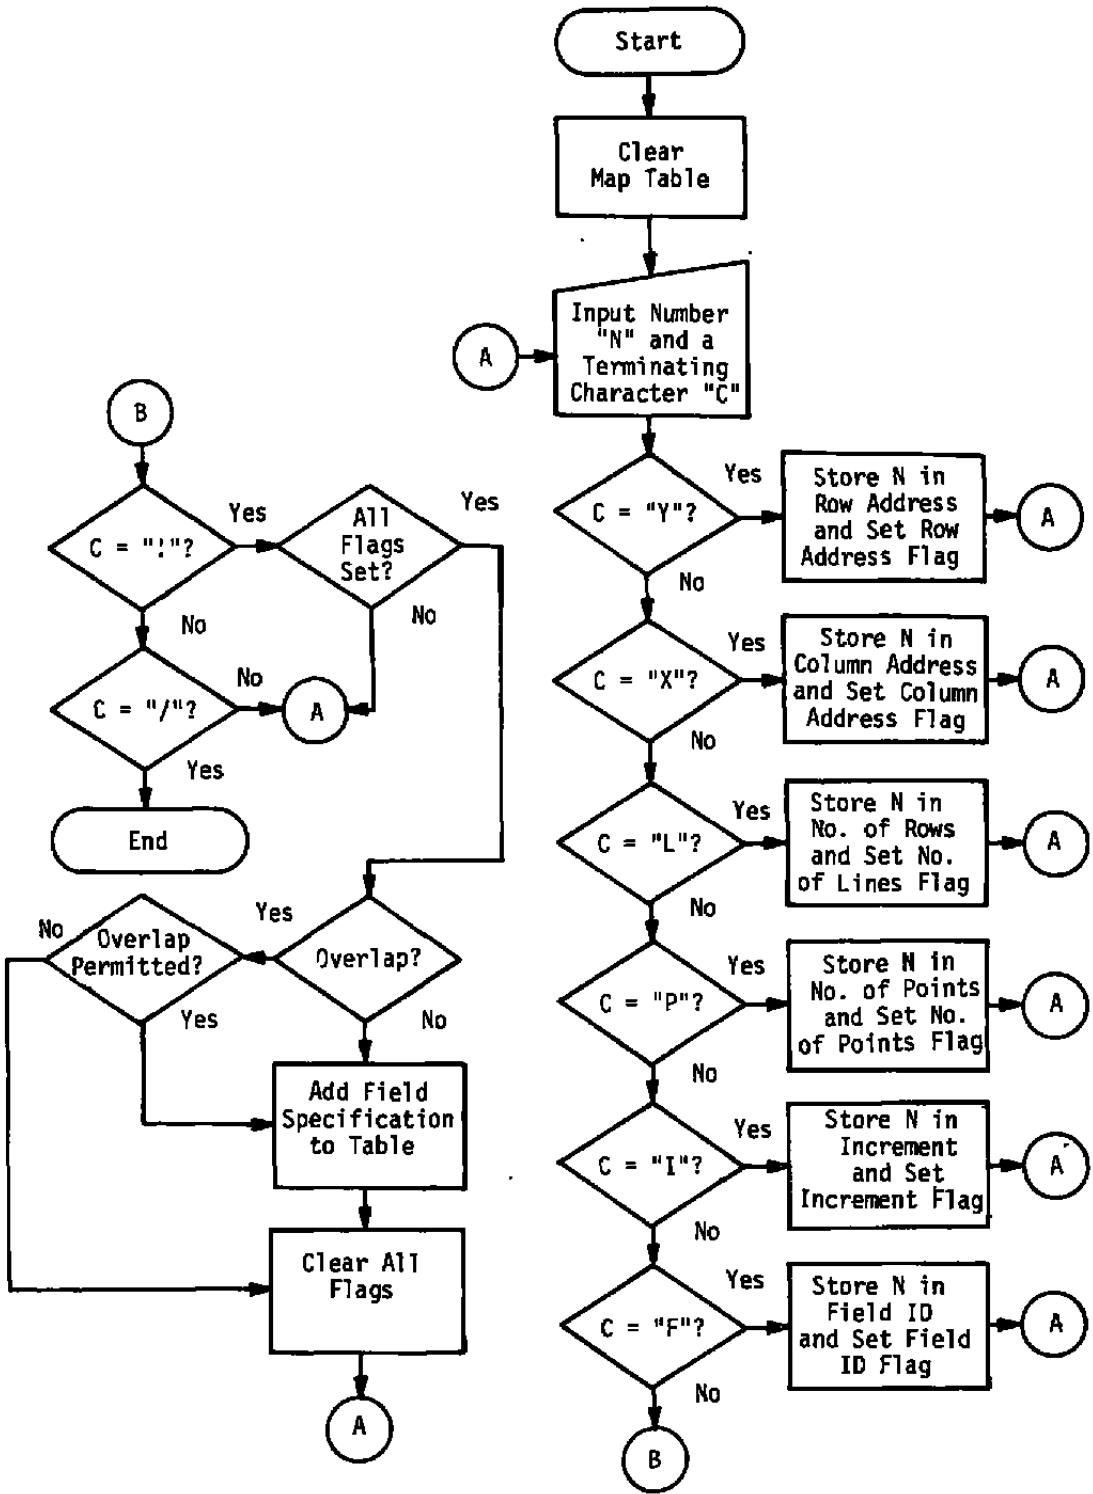 Start
Clear
Map Table
Input Number
"N" and a
Terminating
Character "C"
A
C = "Y"?
Yes
Store N in
Row Address
and Set Row
Address Flag
A
No
C = "X"?
Yes
Store N in
Column Address
and Set Column
Address Flag
A
No
C = "L"?
Yes
Store N in
No. of Rows
and Set No.
of Lines Flag
A
No
C = "P"?
Yes
Store N in
No. of Points
and Set No.
of Points Flag
A
No
C = "I"?
Yes
Store N in
Increment
and Set
Increment Flag
A
No
C = "F"?
Yes
Store N in
Field ID
and Set Field
ID Flag
A
No
B
B
C = "!"?
Yes
All
Flags
Set?
Yes
No
No
C = "/"?
No
A
Yes
End
Overlap?
Yes
Overlap
Permitted?
No
Yes
No
Add Field
Specification
to Table
Clear All
Flags
A